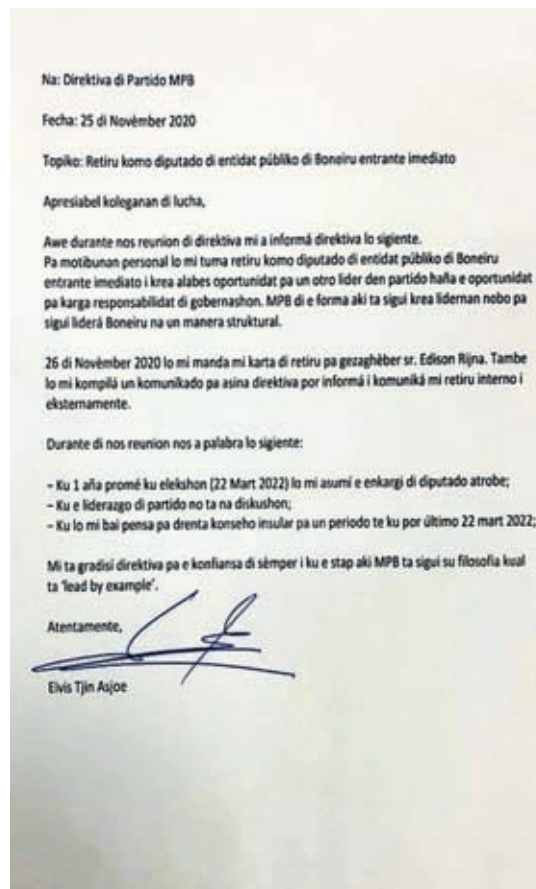 Na: Direktiva di Partido MPB
Fecha: 25 di Novèmber 2020
Topiko: Retiru komo diputado di entidat públiko di Boneiru entrante imediato
Apresiabel koleganan di lucha,
Awe durante nos reunion di direktiva mi a informá direktiva lo sigiente.
Pa motibunan personal lo mi tuma retiru komo diputado di entidat públiko di Boneiru
entrante imediato i krea alabes oportunidat pa un otro lider den partido haña e oportunidat
pa karga responsabilidat di gobernashon. MPB di e forma aki ta sigui krea lidernan nobo pa
sigui liderá Boneiru na un manera struktural.
26 di Novèmber 2020 lo mi manda mi karta di retiru pa gezaghèber sr. Edison Rijna. Tambe
lo mi kompilá un komunikado pa asina direktiva por informá i komuniká mi retiru interno i
eksternamente.
Durante di nos reunion nos a palabra lo sigiente:
– Ku 1 aña promé ku elekshon (22 Mart 2022) lo mi asumí e enkargi di diputado atrobe;
– Ku e liderazgo di partido no ta na diskushon;
– Ku lo mi bai pensa pa drenta konseho insular pa un periodo te ku por último 22 mart 2022;
Mi ta gradisí direktiva pa e konfiansa di sèmper i ku e stap aki MPB ta sigui su filosofia kual
ta 'lead by example'.
Atentamente,
Elvis Tjin Asjoe